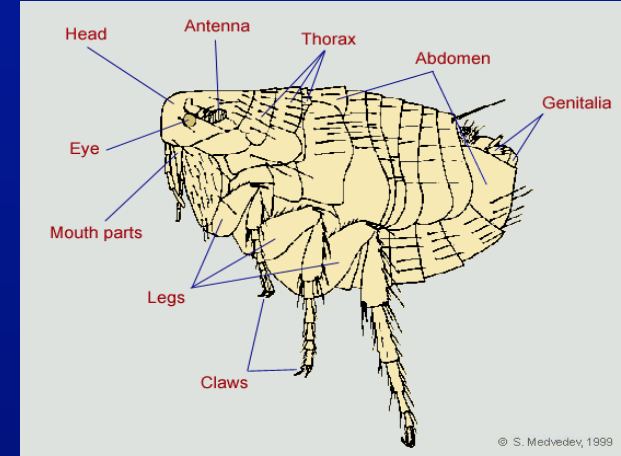 Head
Antenna
Thorax
Abdomen
Genitalia
Eye
Mouth parts
Legs
Claws
© S. Medvedev, 1999